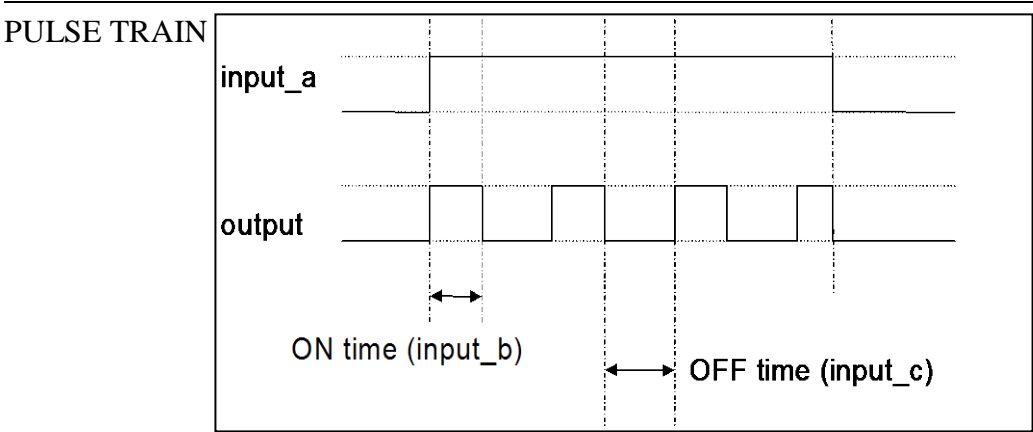 PULSE TRAIN
input_a
output
ON time (input_b)
OFF time (input_c)